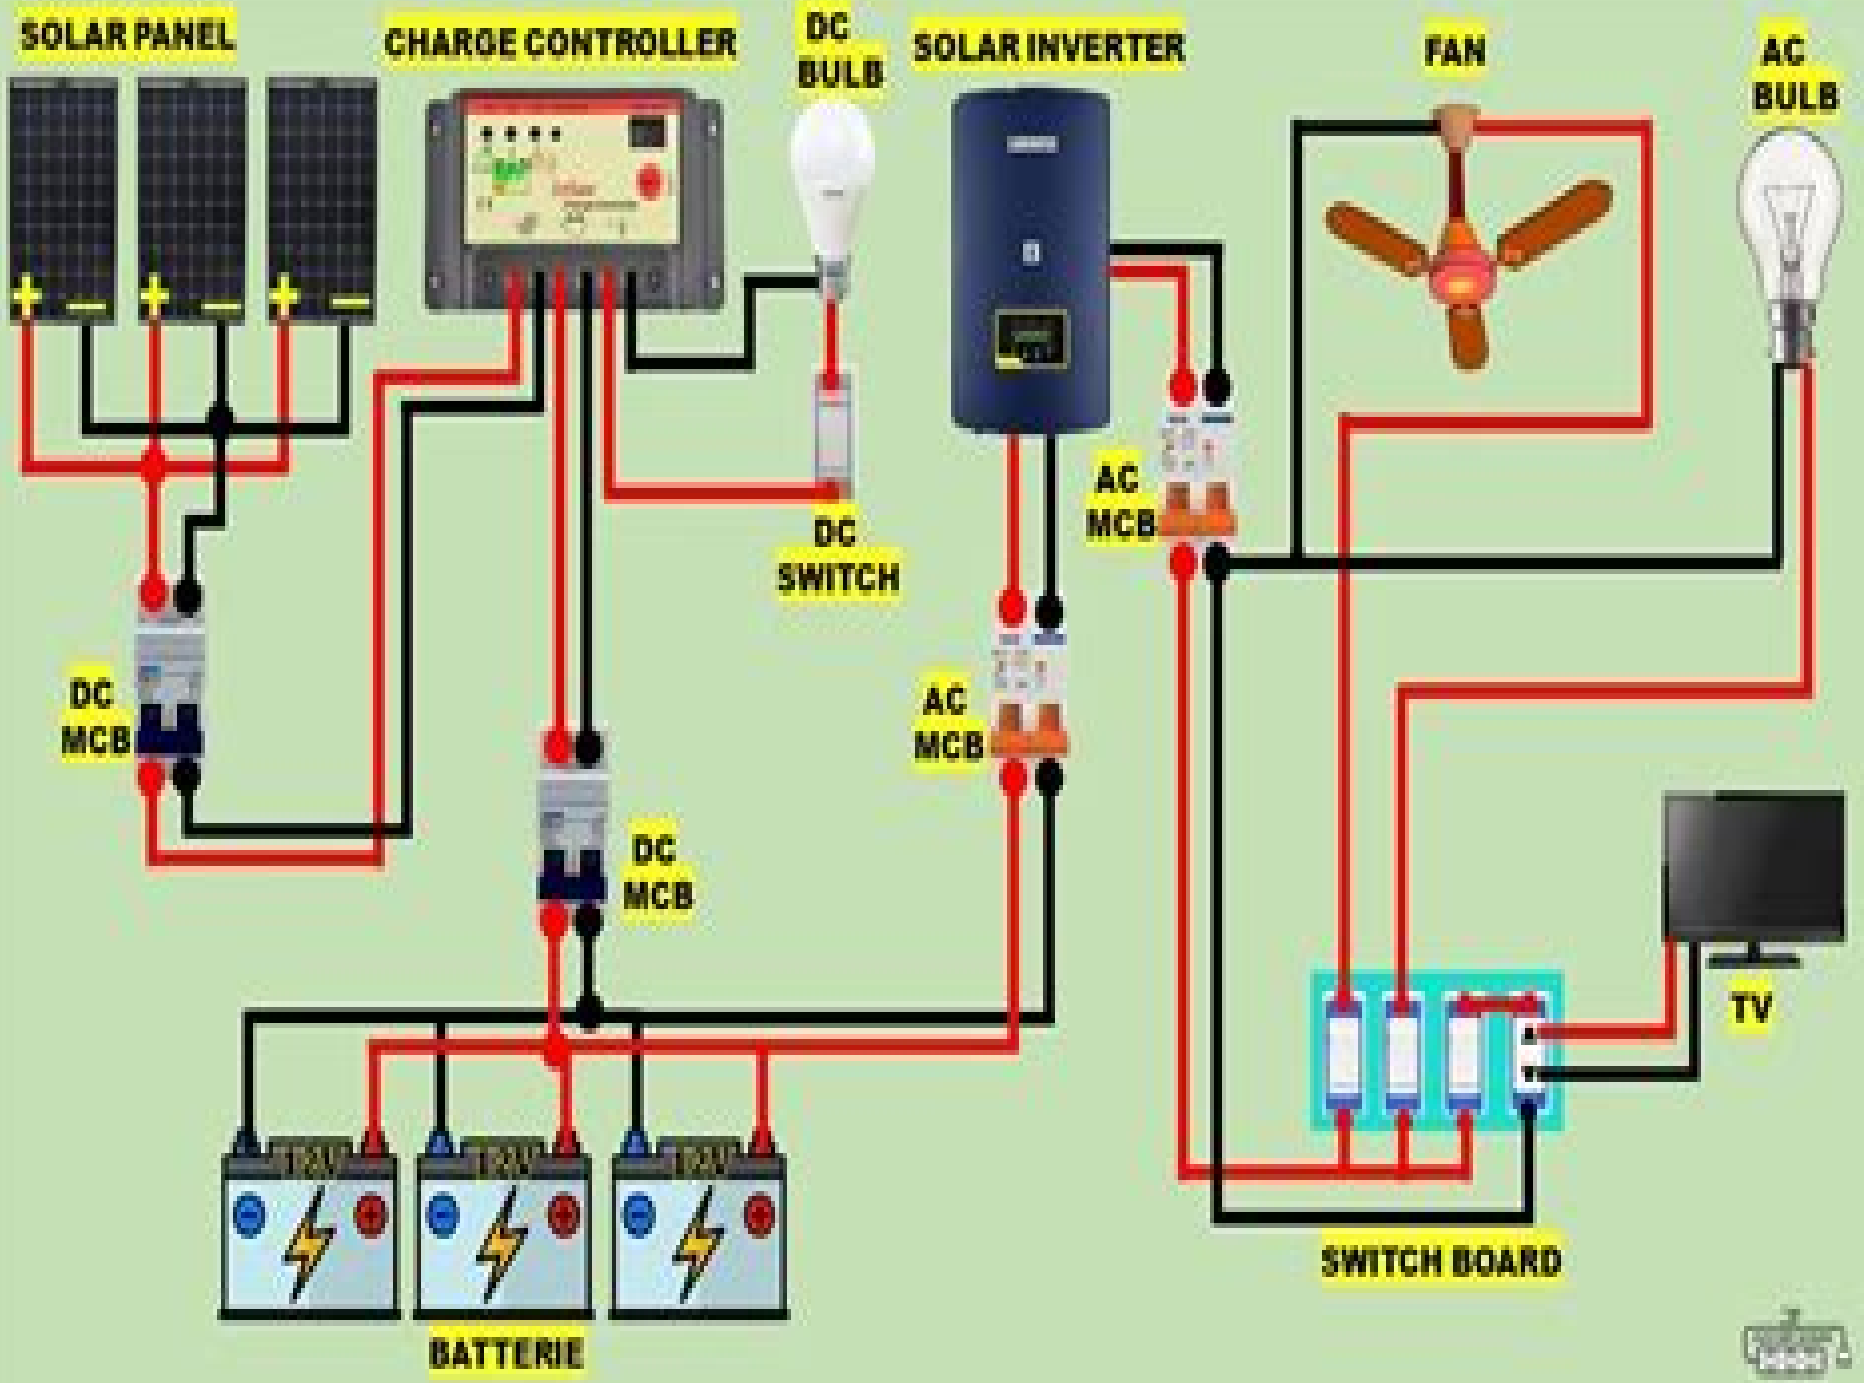 SOLAR PANEL
CHARGE CONTROLLER
DC
BULB
SOLAR INVERTER
FAN
AC
BULB
DC
SWITCH
AC
MCB
DC
MCB
AC
MCB
DC
MCB
TV
SWITCH BOARD
BATTERIE